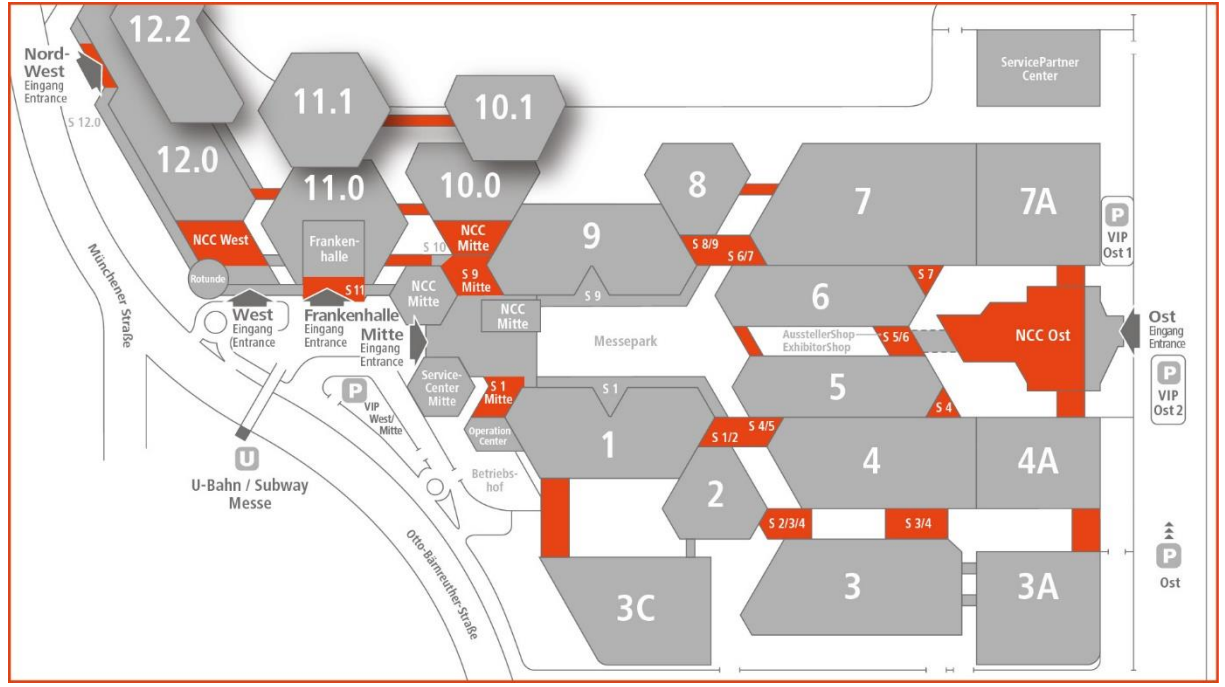 12.2
Nord-
West
Eingang
Entrance
S 12.0
12.0
11.1
10.1
ServicePartner
Center
11.0
10.0
8
7
7A
P
VIP
Ost 1
NCC West
Franken-
halle
S 10
NCC
Mitte
9
S 8/9
S 6/7
Rotunde
S 11
NCC
Mitte
S 9
Mitte
S 9
6
S 7
NCC
Mitte
Münchener Straße
West
Eingang
(Entrance
Frankenhalle
Eingang
Entrance
Mitte
Eingang
Entrance
Messepark
AusstellerShop
ExhibitorShop
S 5/6
NCC Ost
Ost
Eingang
Entrance
P
VIP
Ost 2
Service-
Center
Mitte
S 1
Mitte
S 1
5
S 4
P
VIP
West/
Mitte
Operation
Center
1
S 4/5
S 1/2
4
4A
U
U-Bahn / Subway
Messe
Betriebs-
hof
2
S 2/3/4
S 3/4
Otto-Bärnreuther-Straße
3C
3
3A
P
Ost